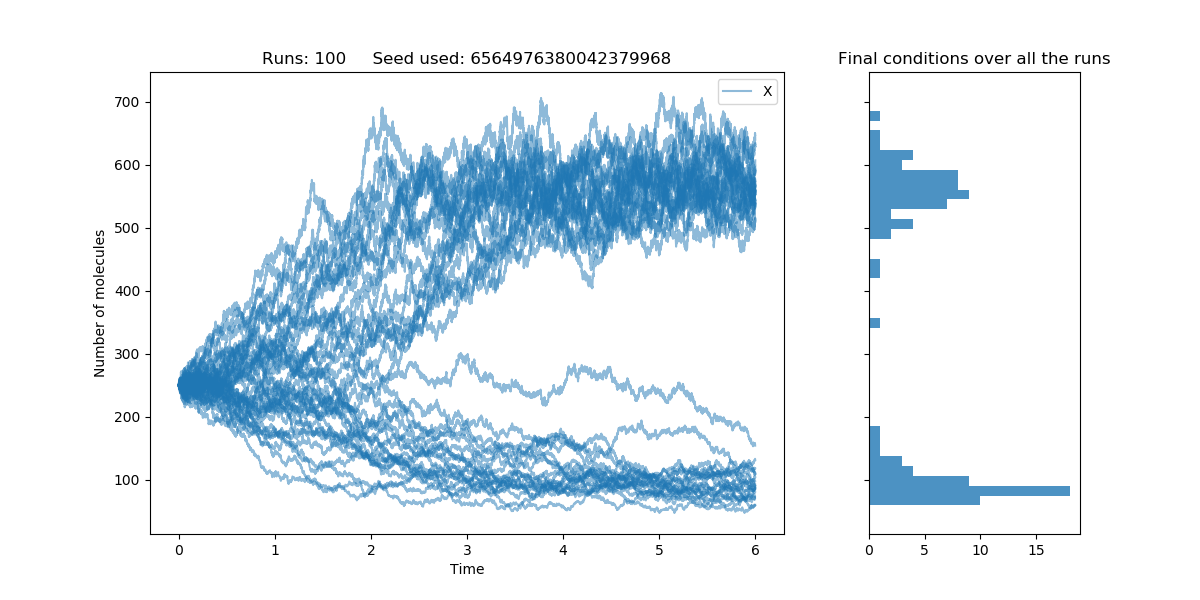 Runs: 100     Seed used: 6564976380042379968
X
Number of molecules
700
600
500
400
300
200
100
0 1 2 3 4 5 6
Time
Final conditions over all the runs
0 5 10 15